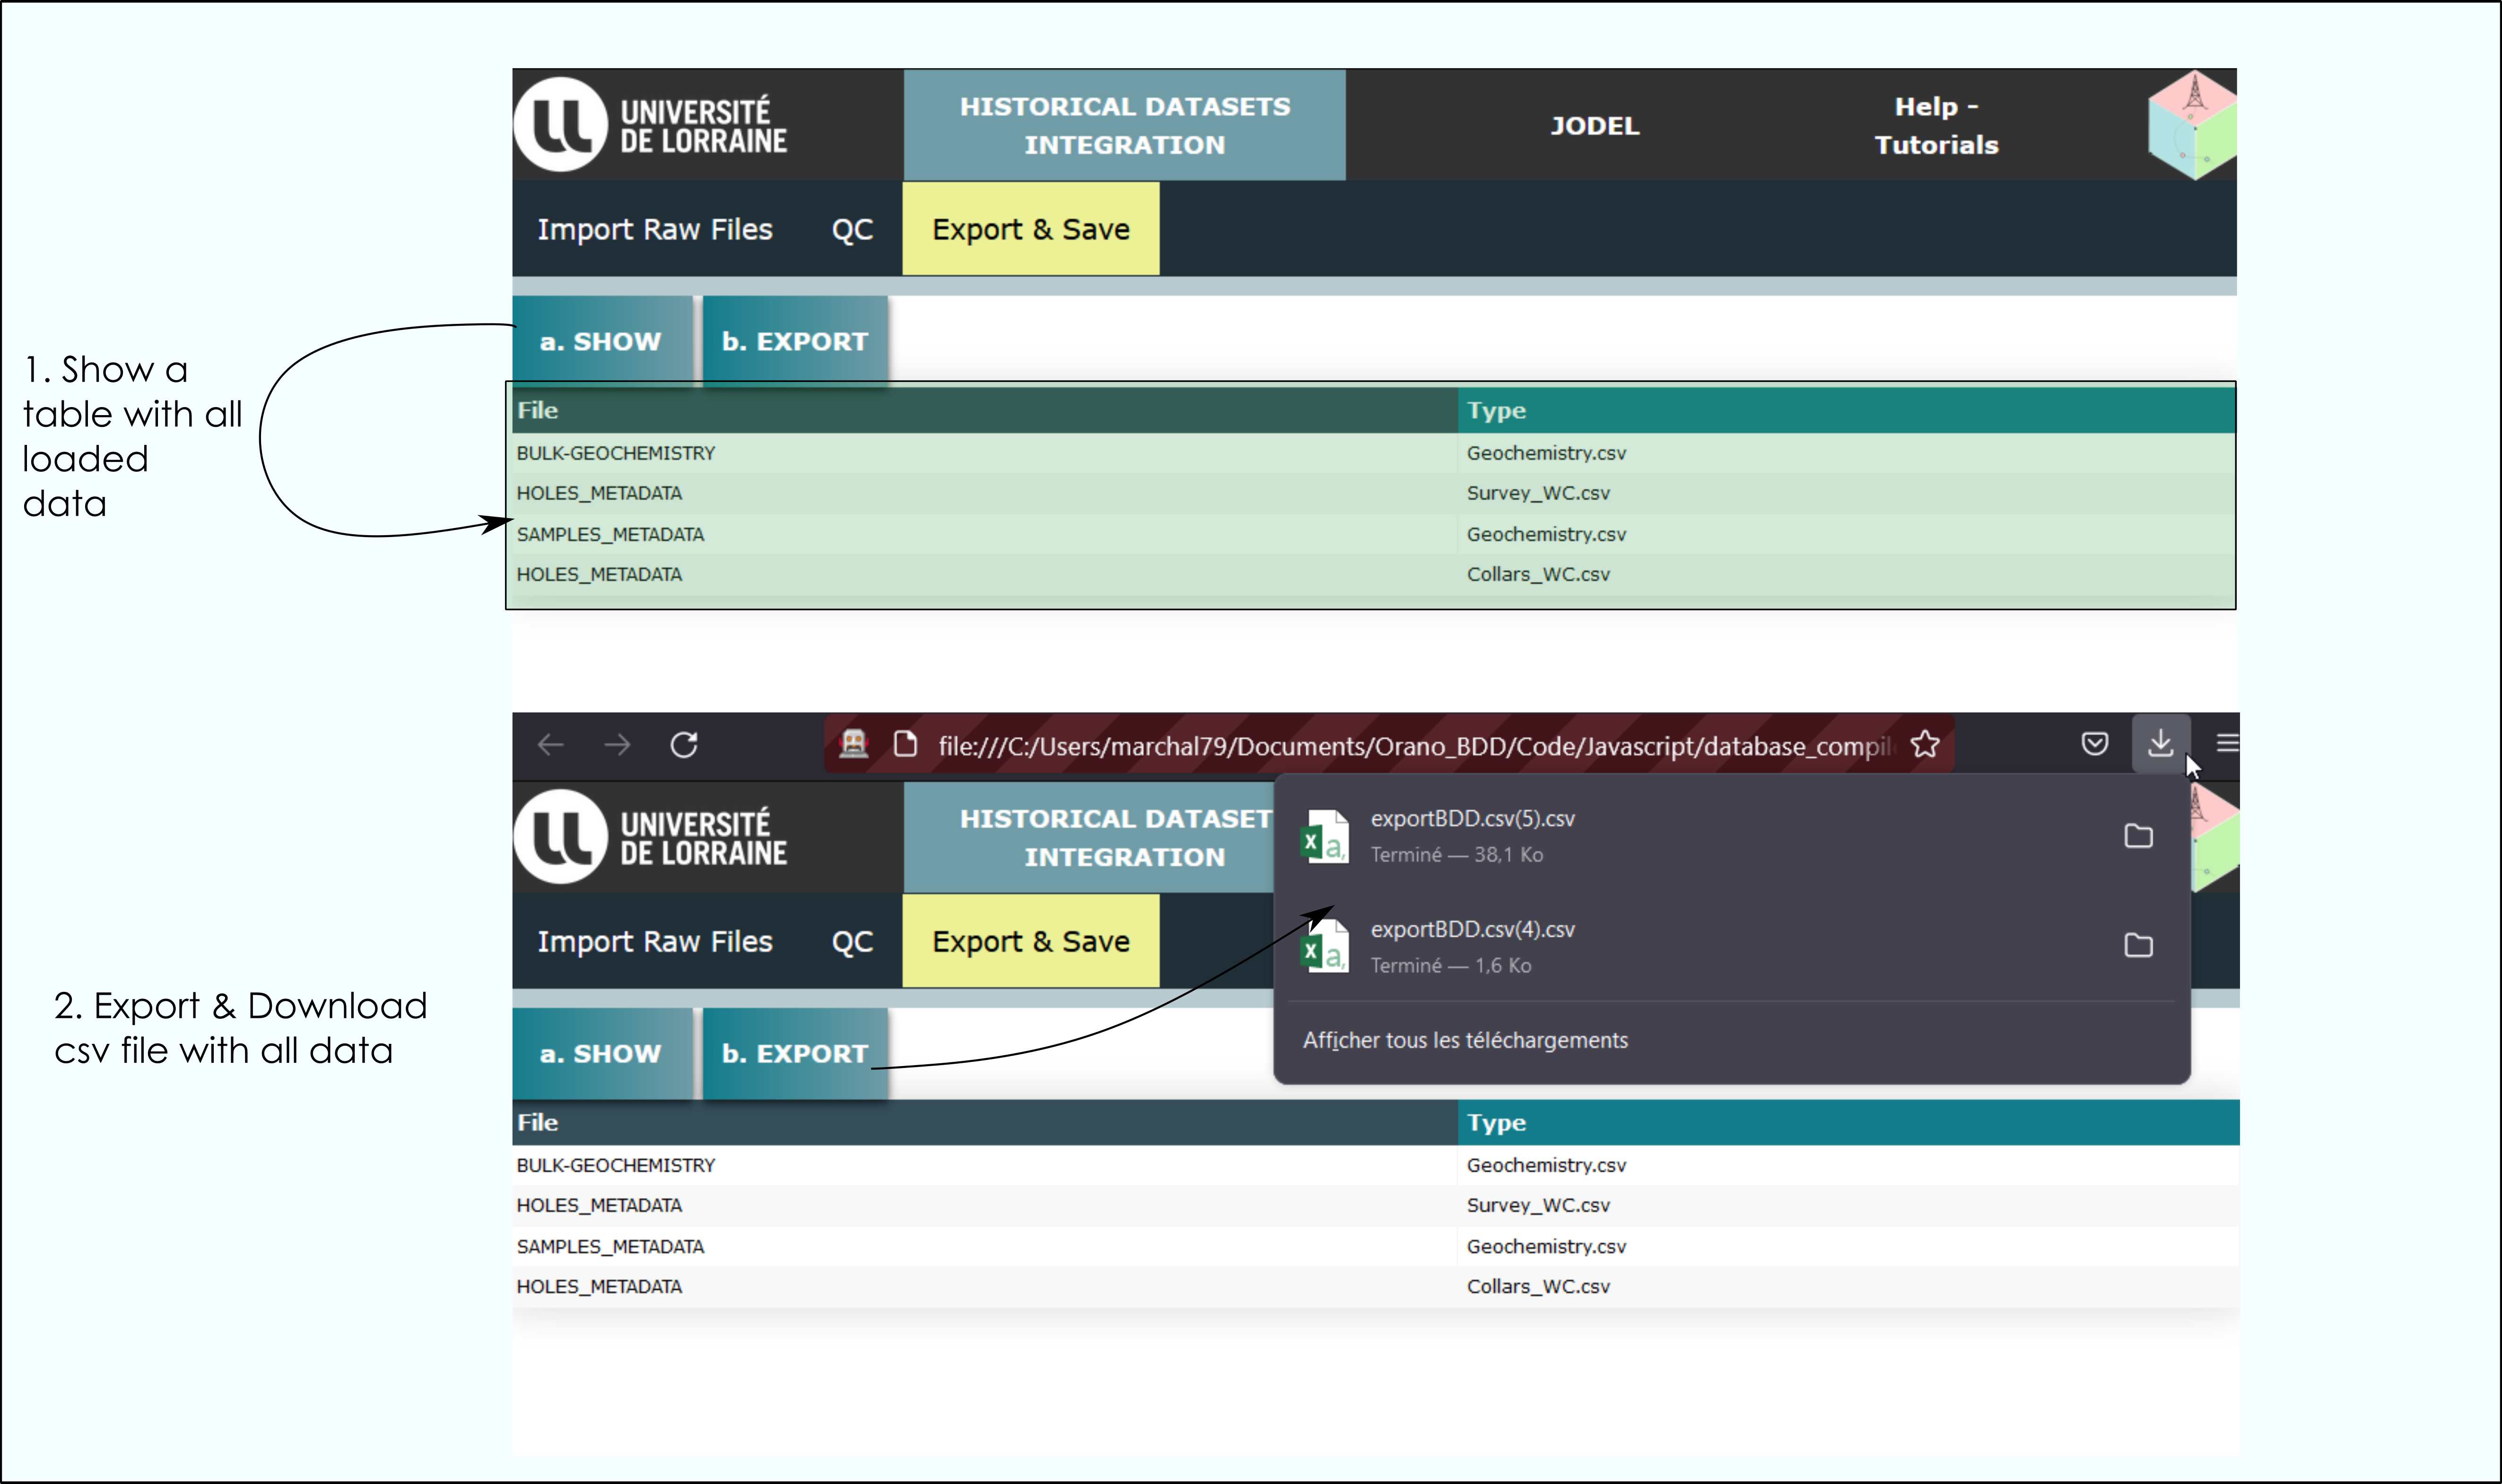 UNIVERSITÉ
DE LORRAINE
HISTORICAL DATASETS
INTEGRATION
JODEL
Help -
Tutorials
Import Raw Files QC Export & Save
a. SHOW b. EXPORT
1. Show a
table with all
loaded
data
File Type
BULK-GEOCHEMISTRY Geochemistry.csv
HOLES_METADATA Survey_WC.csv
SAMPLES_METADATA Geochemistry.csv
HOLES_METADATA Collars_WC.csv
file:///C:/Users/marchal79/Documents/Orano_BDD/Code/Javascript/database_compil
UNIVERSITÉ
DE LORRAINE
HISTORICAL DATASET
INTEGRATION
exportBDD.csv(5).csv
Terminé — 38,1 Ko
exportBDD.csv(4).csv
Terminé — 1,6 Ko
Afficher tous les téléchargements
Import Raw Files QC Export & Save
2. Export & Download
csv file with all data
a. SHOW b. EXPORT
File Type
BULK-GEOCHEMISTRY Geochemistry.csv
HOLES_METADATA Survey_WC.csv
SAMPLES_METADATA Geochemistry.csv
HOLES_METADATA Collars_WC.csv